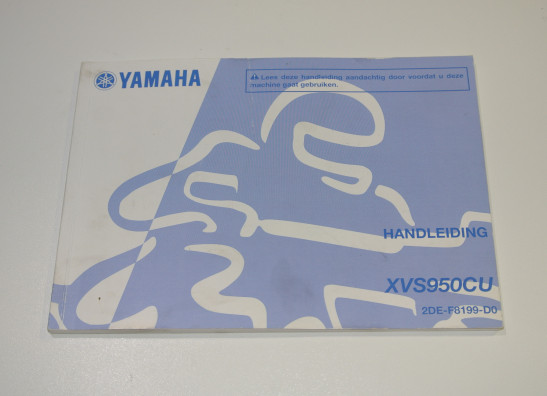 YAMAHA
Lees deze handleiding aandachtig door voordat u deze
machine gaat gebruiken.
HANDLEIDING
XVS950CU
2DE-F8199-D0